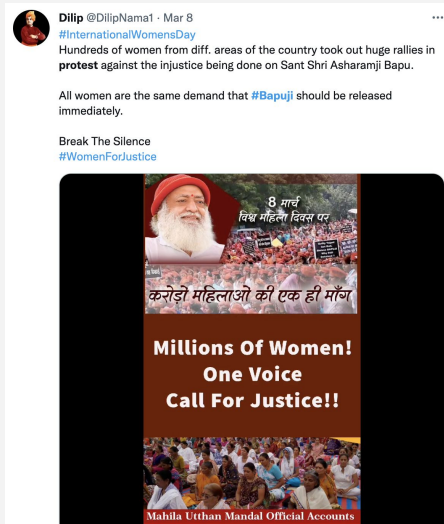 Dilip @DilipNama1 · Mar 8
#InternationalWomensDay
Hundreds of women from diff. areas of the country took out huge rallies in
protest against the injustice being done on Sant Shri Asharamji Bapu.
All women are the same demand that #Bapuji should be released
immediately.
Break The Silence
#WomenForJustice
8 मार्च
विश्व महिला दिवस पर
करोड़ो महिलाओ की एक ही माँग
Millions Of Women!
One Voice
Call For Justice!!
Mahila Utthan Mandal Official Accounts